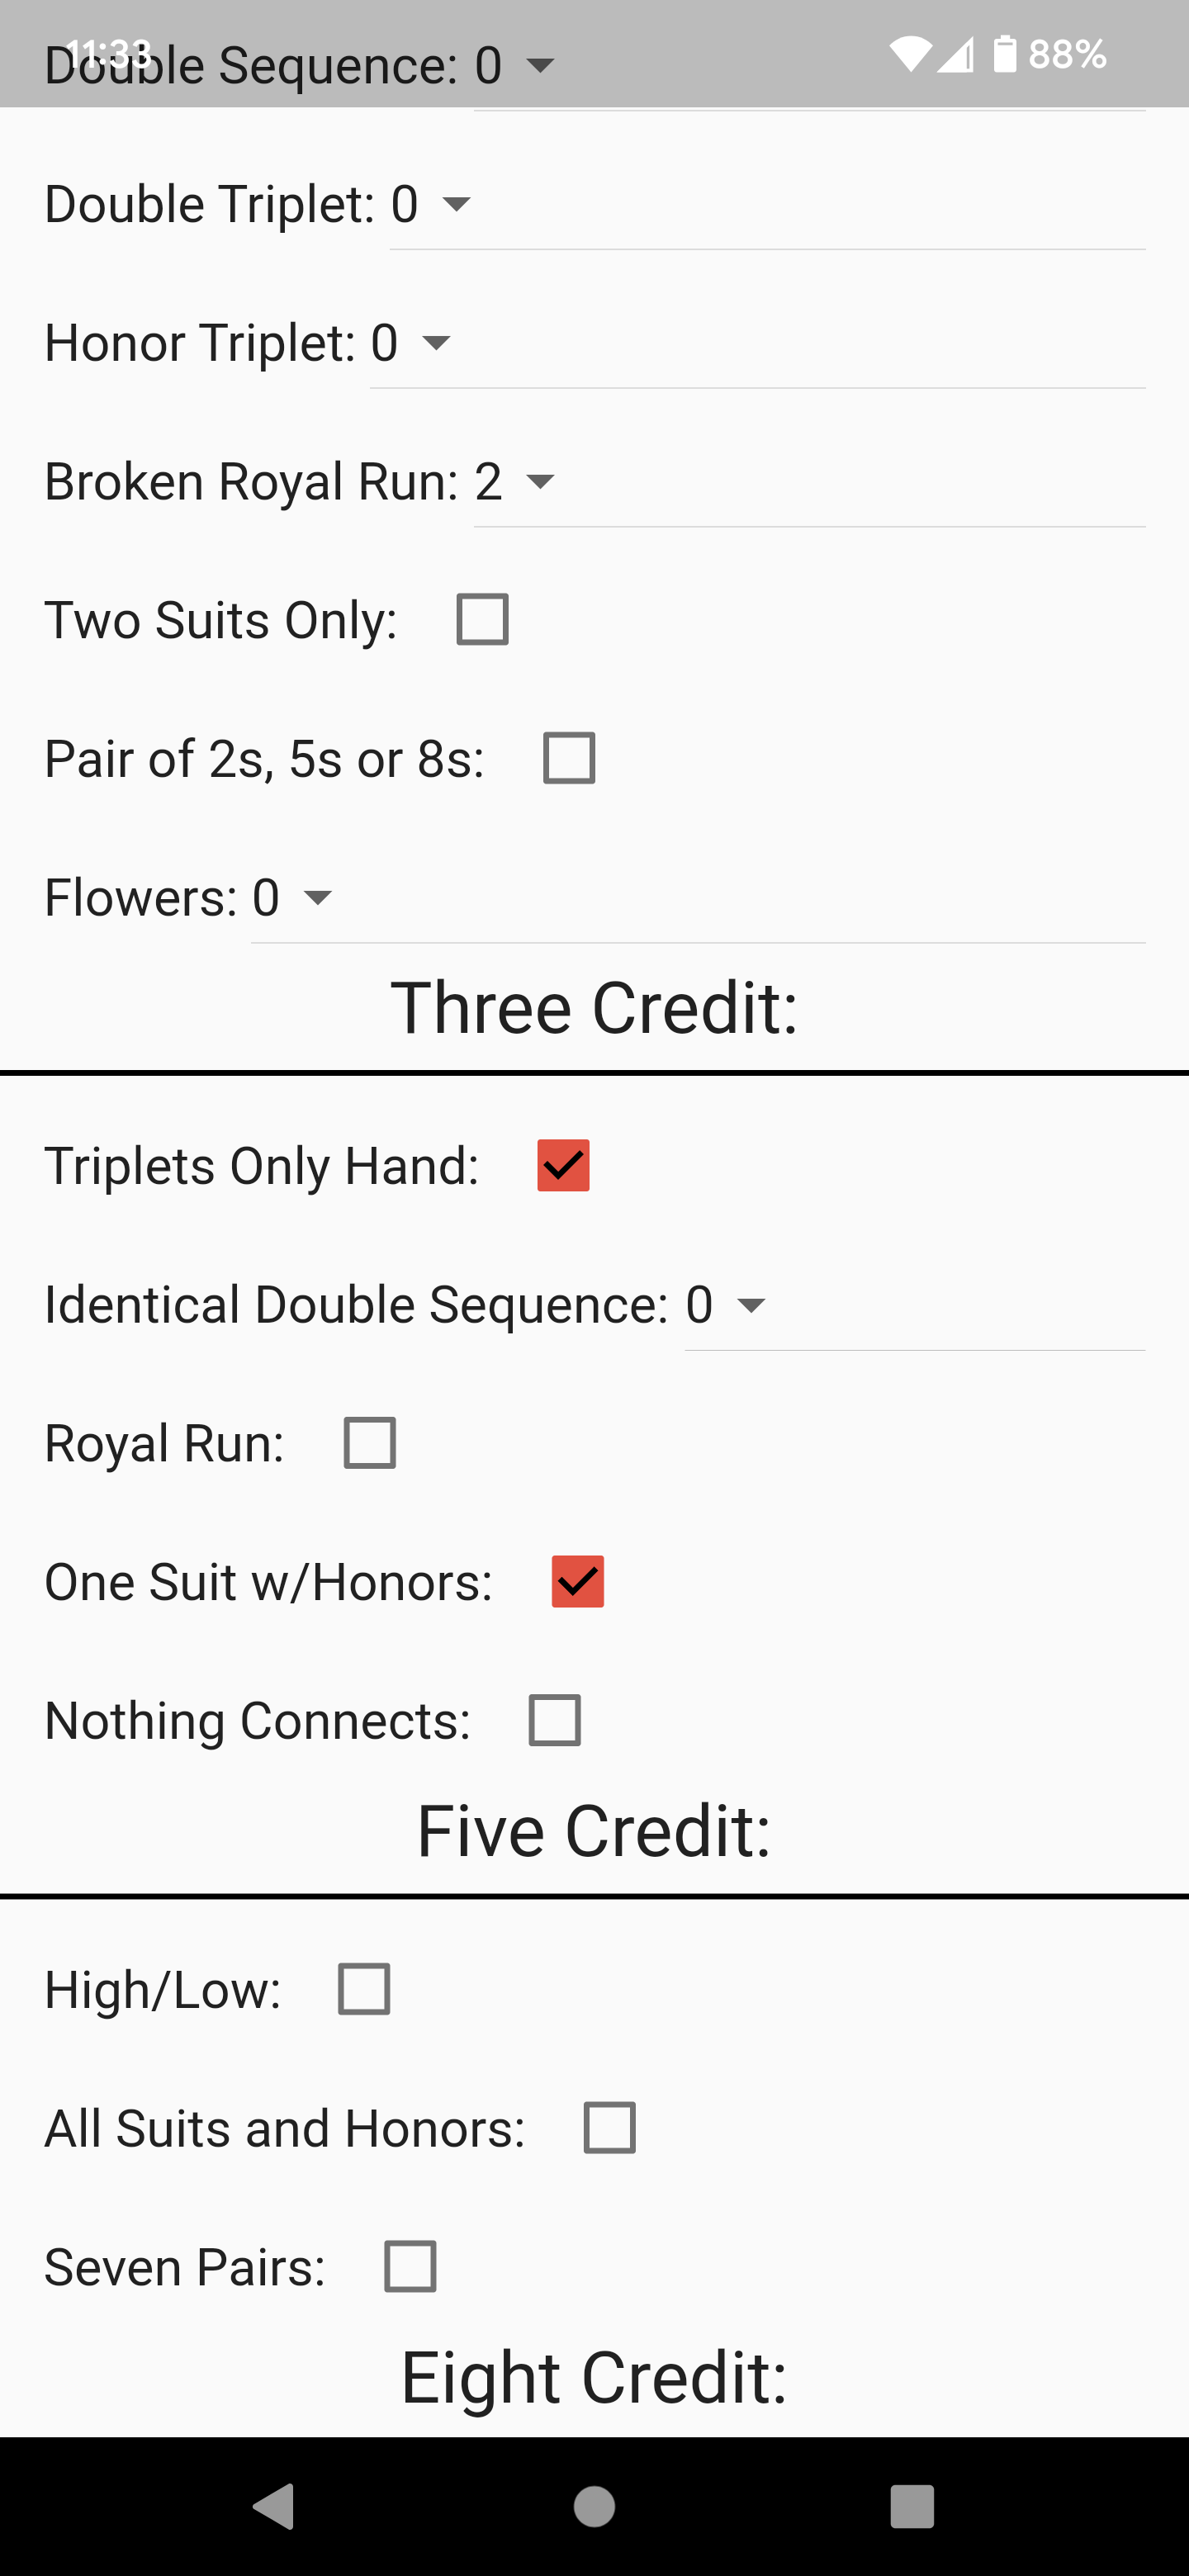 11:33
88%
Double Sequence: 0
Double Triplet: 0
Honor Triplet: 0
Broken Royal Run: 2
Two Suits Only:
Pair of 2s, 5s or 8s:
Flowers: 0
Three Credit:
Triplets Only Hand:
Identical Double Sequence: 0
Royal Run:
One Suit w/Honors:
Nothing Connects:
Five Credit:
High/Low:
All Suits and Honors:
Seven Pairs:
Eight Credit: